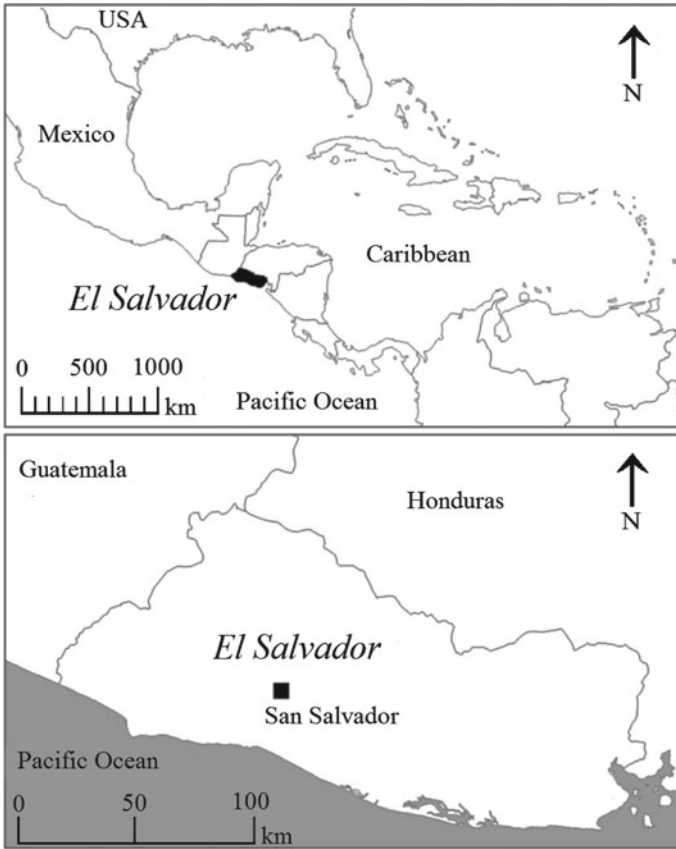 USA
N
Mexico
Caribbean
El Salvador
0 500 1000
km
Pacific Ocean
Guatemala
Honduras
N
El Salvador
San Salvador
Pacific Ocean
0 50 100
km